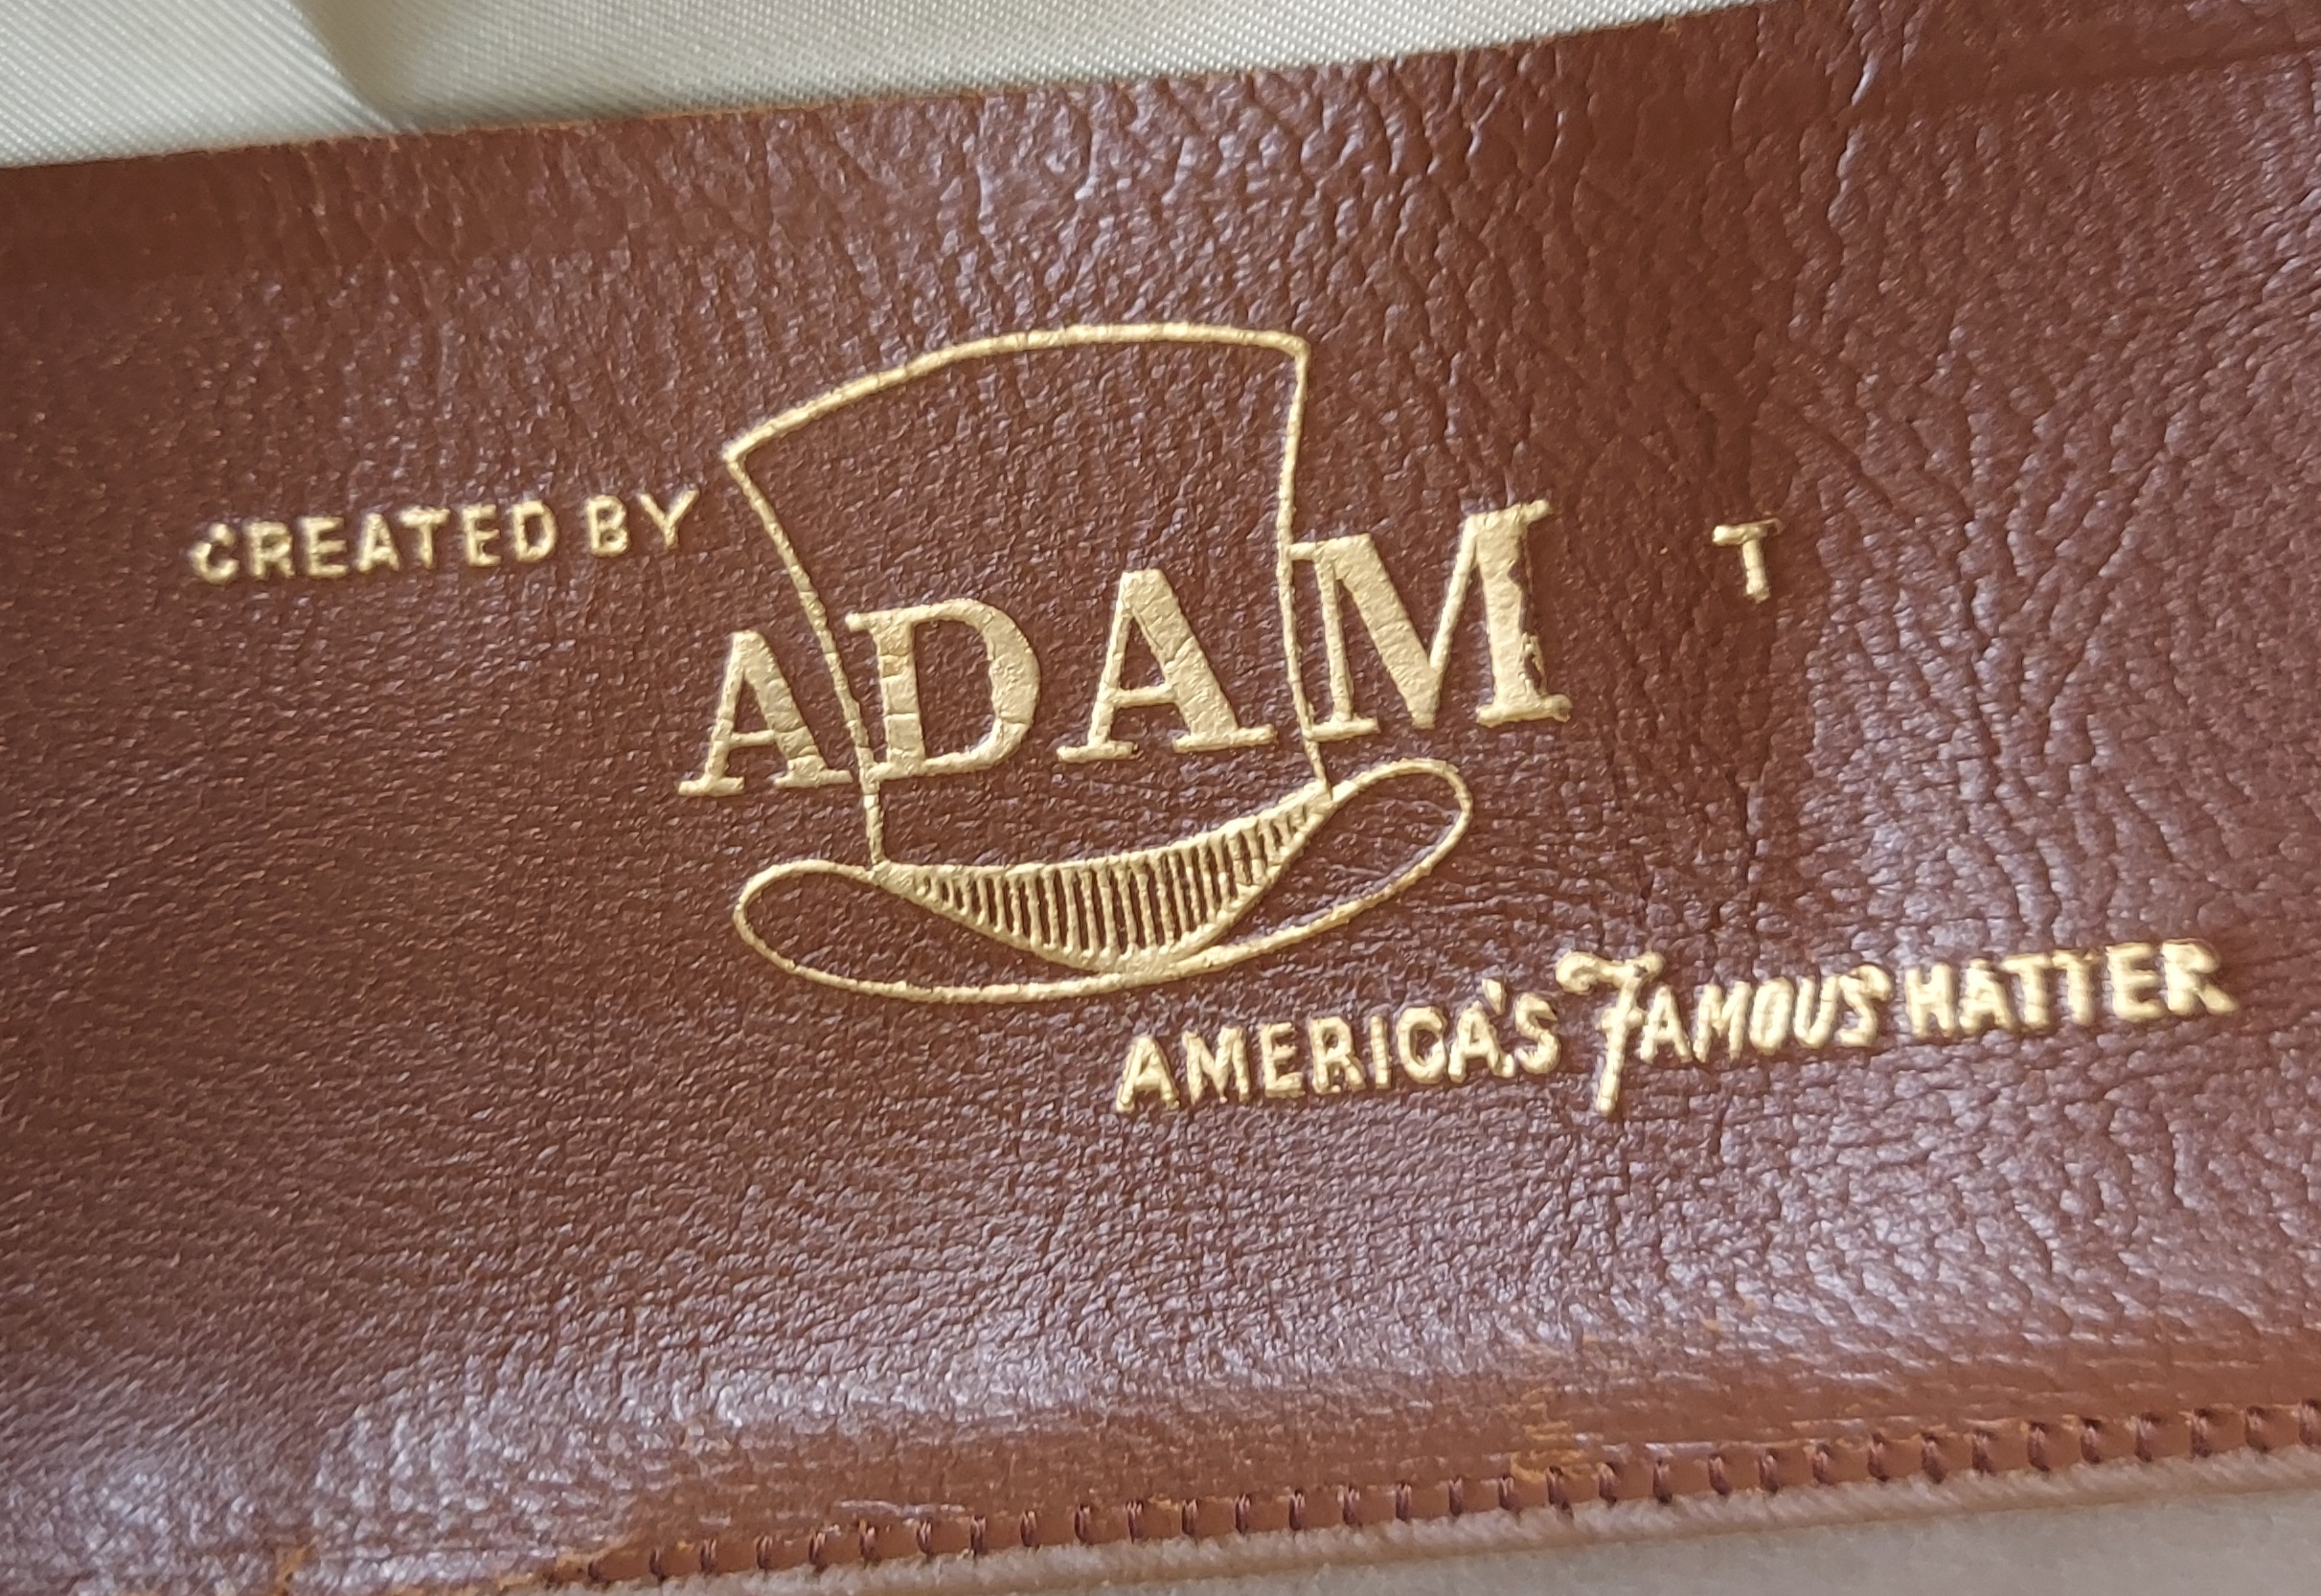 CREATED BY
ADAM
T
AMERICA'S FAMOUS HATTER